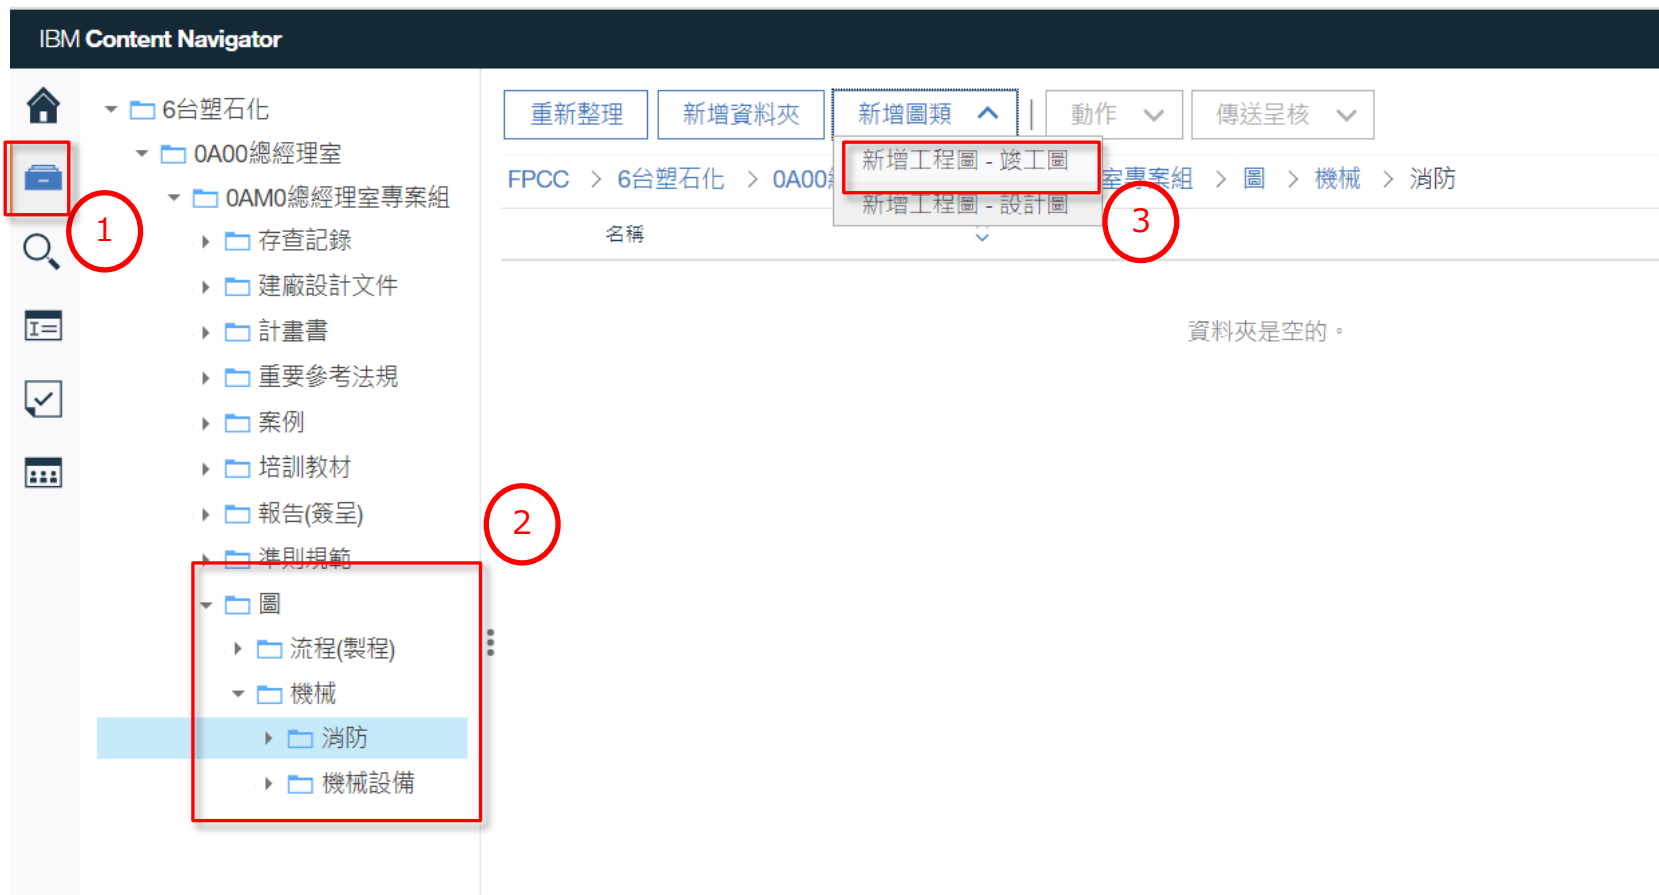 IBM Content Navigator
6台塑石化
0A00總經理室
0AM0總經理室專案組
存查記錄
建廠設計文件
計畫書
重要參考法規
案例
培訓教材
報告(簽呈)
準則規範
圖
流程(製程)
機械
消防
機械設備
1
2
重新整理 新增資料夾 新增圖類 | 動作 傳送呈核
新增工程圖 - 竣工圖
新增工程圖 - 設計圖
3
FPCC > 6台塑石化 > 0A00 室專案組 > 圖 > 機械 > 消防
名稱
資料夾是空的。